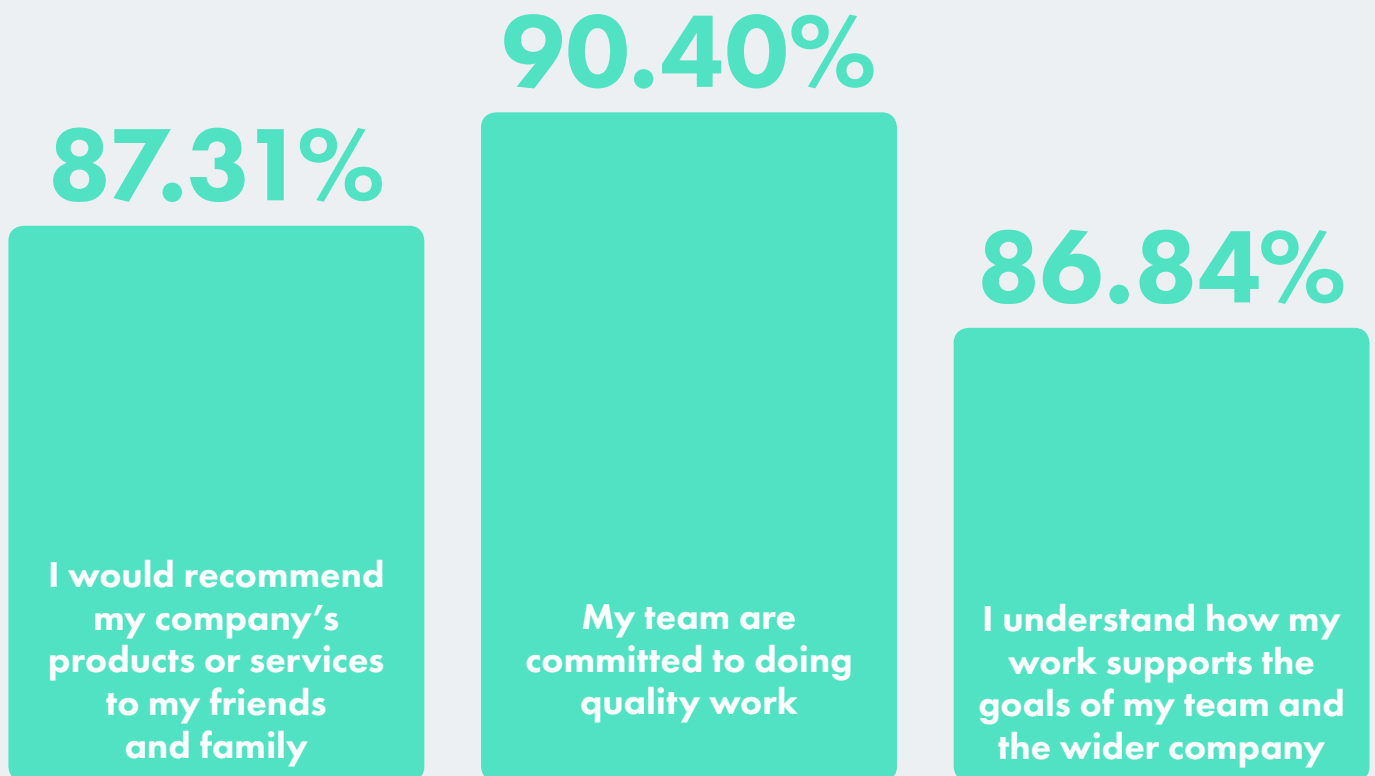 87.31%
I would recommend
my company’s
products or services
to my friends
and family
90.40%
My team are
committed to doing
quality work
86.84%
I understand how my
work supports the
goals of my team and
the wider company